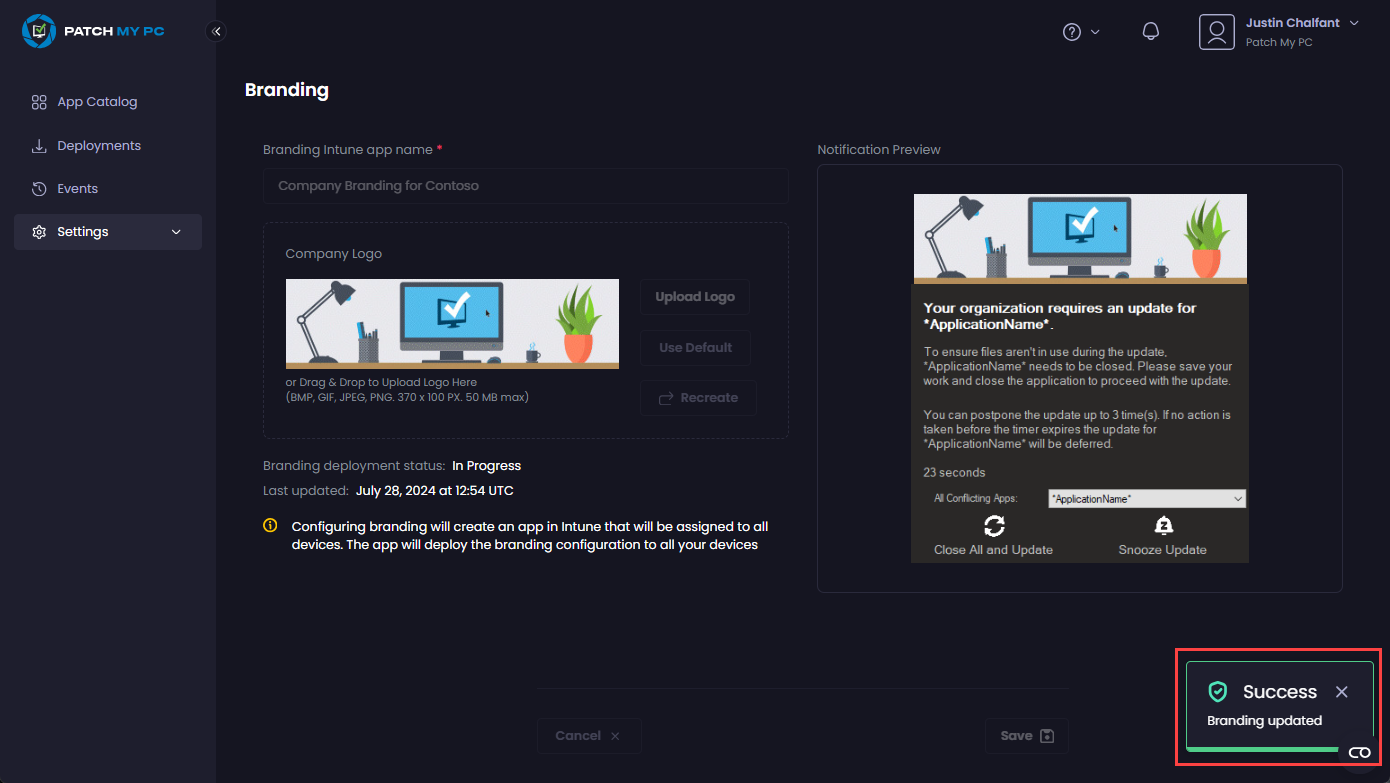 PATCH MY PC
Justin Chalfant
Patch My PC
App Catalog
Deployments
Events
Settings
Branding
Branding Intune app name *
Company Branding for Contoso
Company Logo
Upload Logo
Use Default
Recreate
or Drag & Drop to Upload Logo Here
(BMP, GIF, JPEG, PNG. 370 x 100 PX. 50 MB max)
Branding deployment status: In Progress
Last updated: July 28, 2024 at 12:54 UTC
Configuring branding will create an app in Intune that will be assigned to all
devices. The app will deploy the branding configuration to all your devices
Notification Preview
Your organization requires an update for
*ApplicationName*.
To ensure files aren't in use during the update,
*ApplicationName* needs to be closed. Please save your
work and close the application to proceed with the update.
You can postpone the update up to 3 time(s). If no action is
taken before the timer expires the update for
*ApplicationName* will be deferred.
23 seconds
All Conflicting Apps: *ApplicationName*
Close All and Update
Snooze Update
Cancel
Save
Success
Branding updated